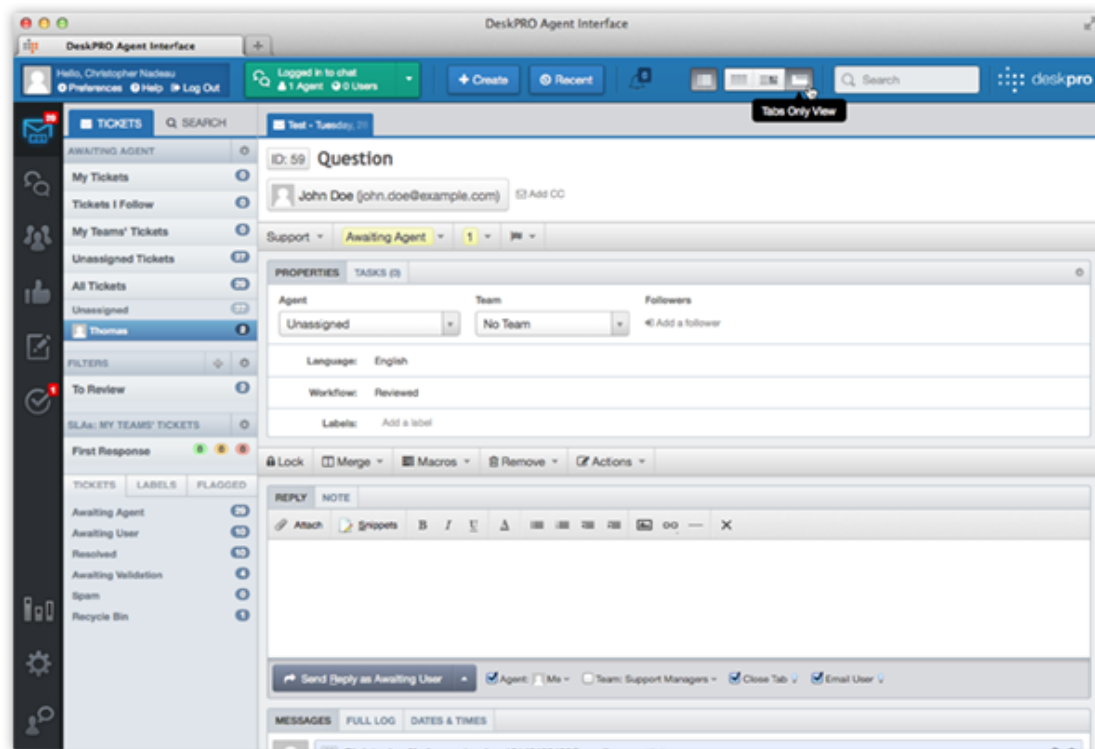 DeskPRO Agent Interface
DeskPRO Agent Interface
Hello, Christopher Nadeau
Preferences Help Log Out
Logged in to chat
1 Agent 0 Users
+ Create
Recent
0
Search
deskpro
Tabs Only View
TICKETS
SEARCH
Test - Tuesday,
AWAITING AGENT
My Tickets
Tickets I Follow
My Teams' Tickets
Unassigned Tickets
All Tickets
Unassigned
Thomas
FILTERS
To Review
SLAs: MY TEAMS' TICKETS
First Response
TICKETS LABELS FLAGGED
Awaiting Agent
Awaiting User 10
Resolved
Awaiting Validation 4
Spam
Recycle Bin 1
ID: 59 Question
John Doe (john.doe@example.com) Add CC
Support Awaiting Agent 1
PROPERTIES TASKS (0)
Agent Team Followers
Unassigned No Team Add a follower
Language: English
Workflow: Reviewed
Labels: Add a label
Lock Merge Macros Remove Actions
REPLY NOTE
Attach Snippets B I U A
Send Reply as Awaiting User Agent: Me Team: Support Managers Close Tab Email User
MESSAGES FULL LOG DATES & TIMES